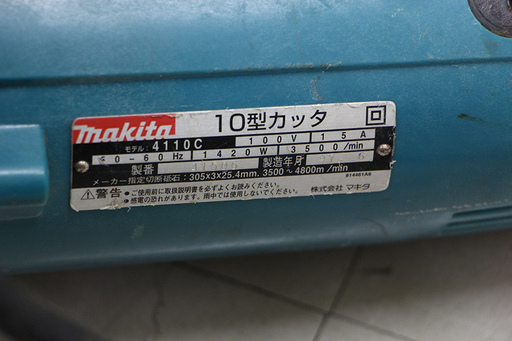 makita 10型カッタ
モデル: 4110C 100V 15A
50-60Hz 1420W 3500/min
製番 製造年月
メーカー指定切断砥石: 305x3x25.4mm. 3500~4800m/min
⚠警告 ●ご使用前に取扱説明書を必ずよくお読みください。
●感電の恐れがあります。雨中では使用しないでください。
株式会社 マキタ
814461A8